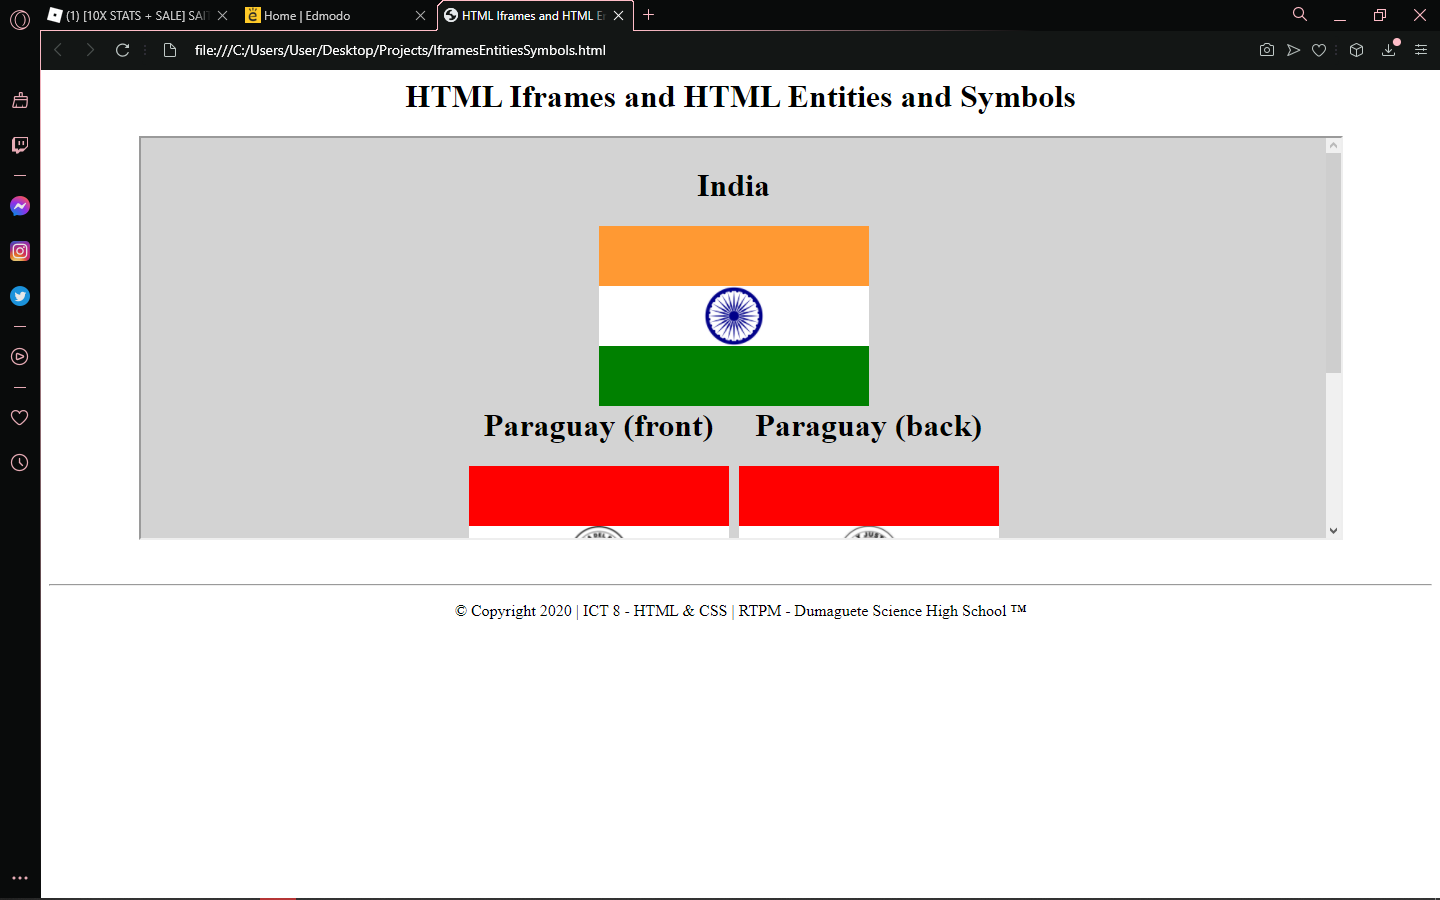 (1) [10X STATS + SALE] SAI
Home | Edmodo
HTML Iframes and HTML En
file:///C:/Users/User/Desktop/Projects/IframesEntitiesSymbols.html
HTML Iframes and HTML Entities and Symbols
India
Paraguay (front) Paraguay (back)
© Copyright 2020 | ICT 8 - HTML & CSS | RTPM - Dumaguete Science High School ™